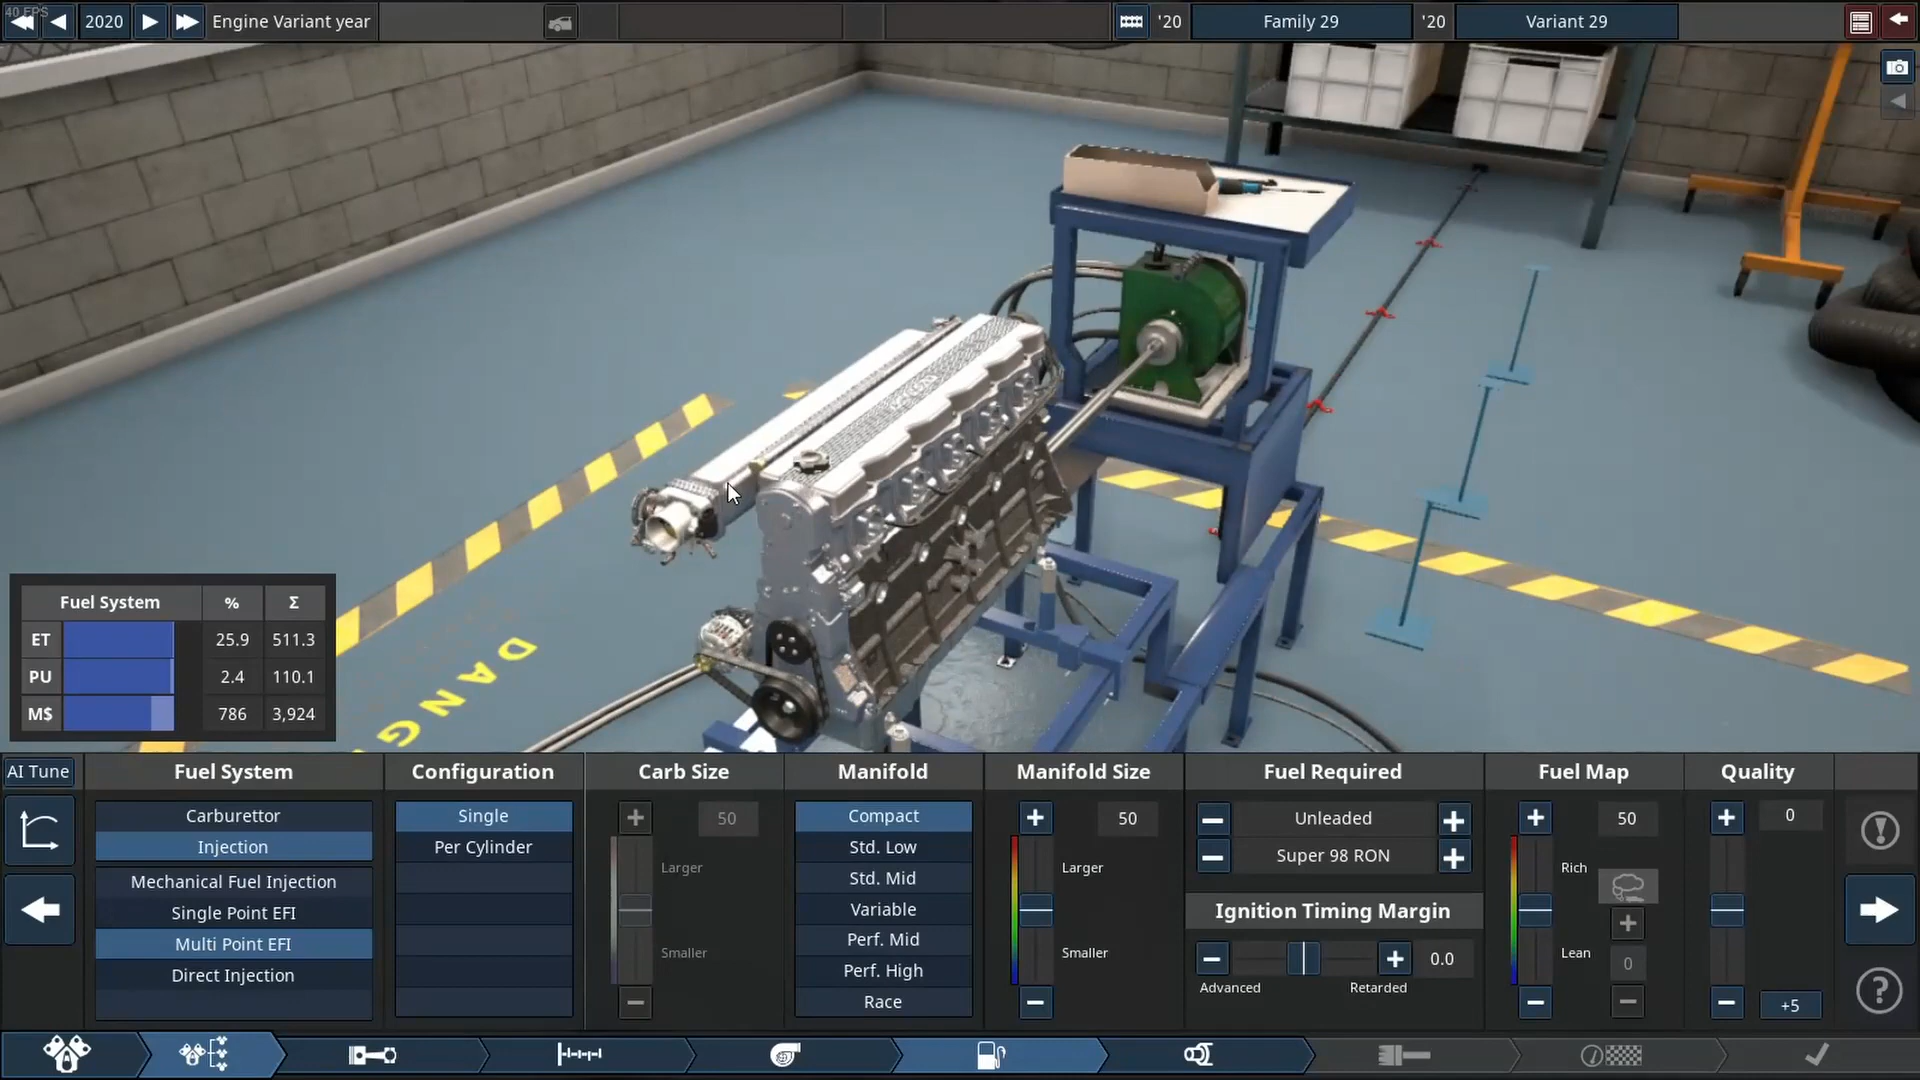 40 FPS
2020
Engine Variant year
'20
Family 29
'20
Variant 29
DANG
Fuel System % Σ
ET 25.9 511.3
PU 2.4 110.1
M$ 786 3,924
AI Tune
Fuel System
Configuration
Carb Size
Manifold
Manifold Size
Fuel Required
Fuel Map
Quality
Carburettor
Injection
Mechanical Fuel Injection
Single Point EFI
Multi Point EFI
Direct Injection
Single
Per Cylinder
50
Larger
Smaller
Compact
Std. Low
Std. Mid
Variable
Perf. Mid
Perf. High
Race
50
Larger
Smaller
Unleaded
Super 98 RON
Ignition Timing Margin
0.0
Advanced
Retarded
50
Rich
Lean
0
0
+5